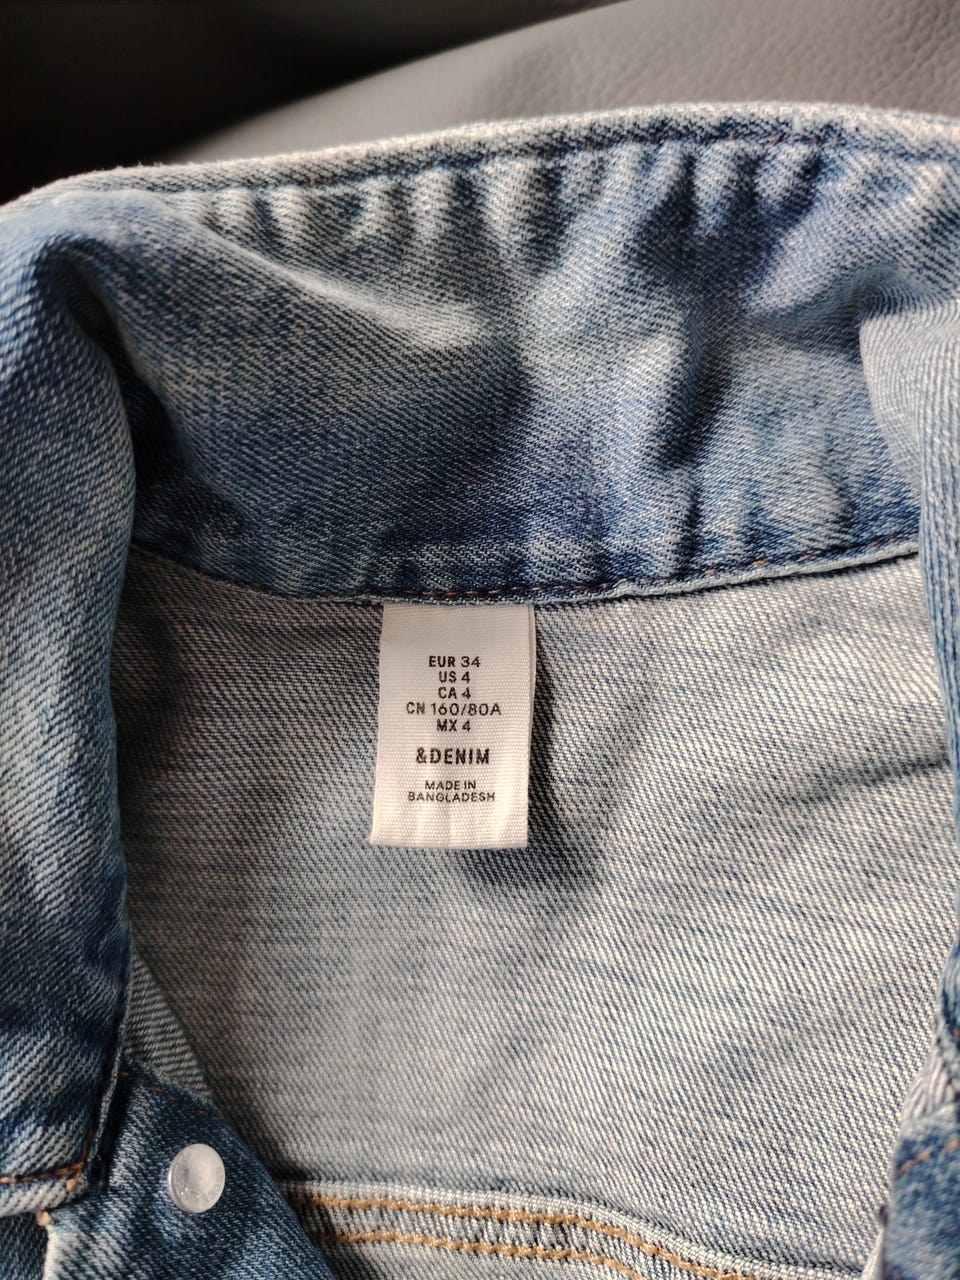 EUR 34
US 4
CA 4
CN 160/80A
MX 4
&DENIM
MADE IN
BANGLADESH